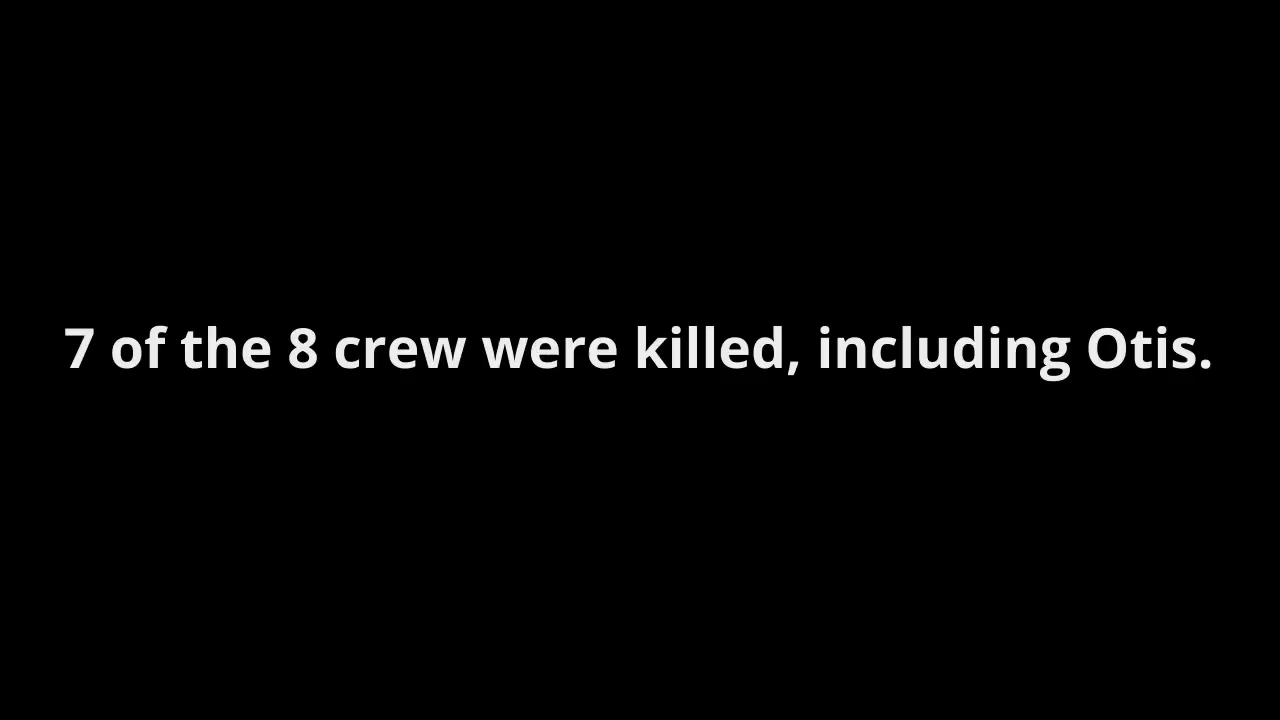 7 of the 8 crew were killed, including Otis.